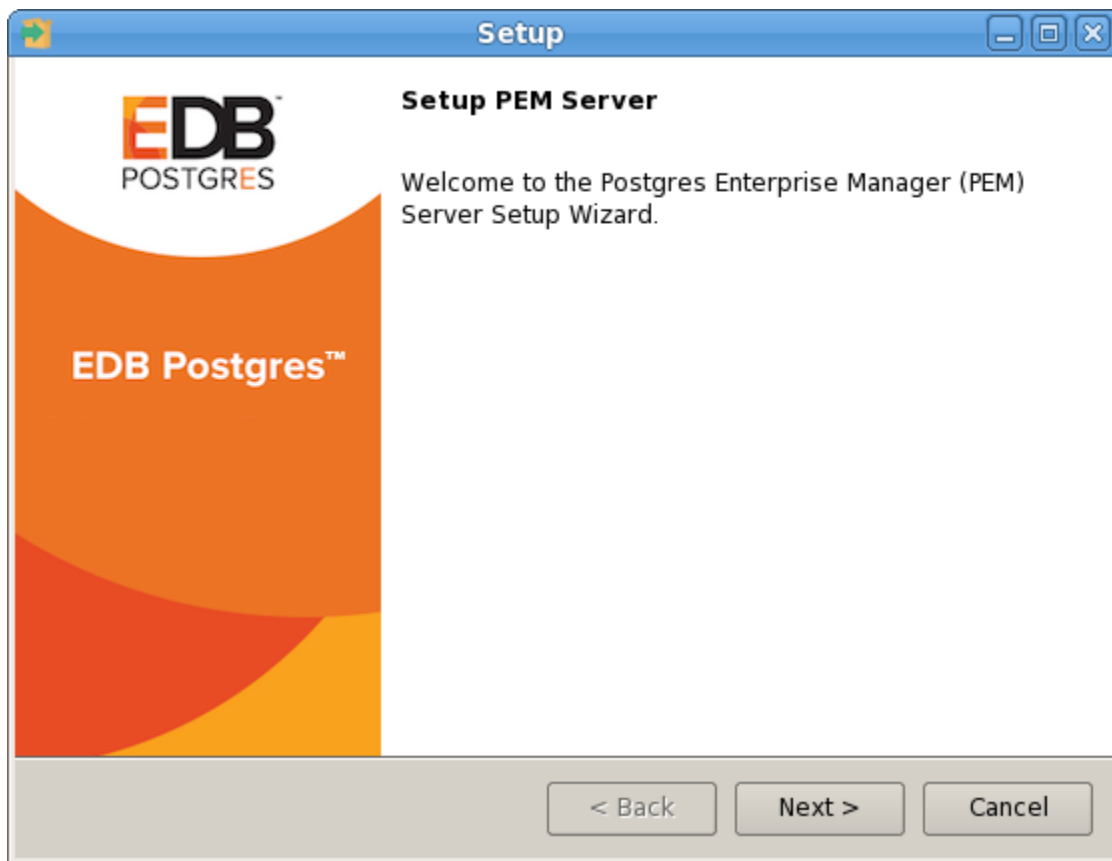 Setup
EDB
POSTGRES
EDB Postgres™
Setup PEM Server
Welcome to the Postgres Enterprise Manager (PEM)
Server Setup Wizard.
< Back
Next >
Cancel